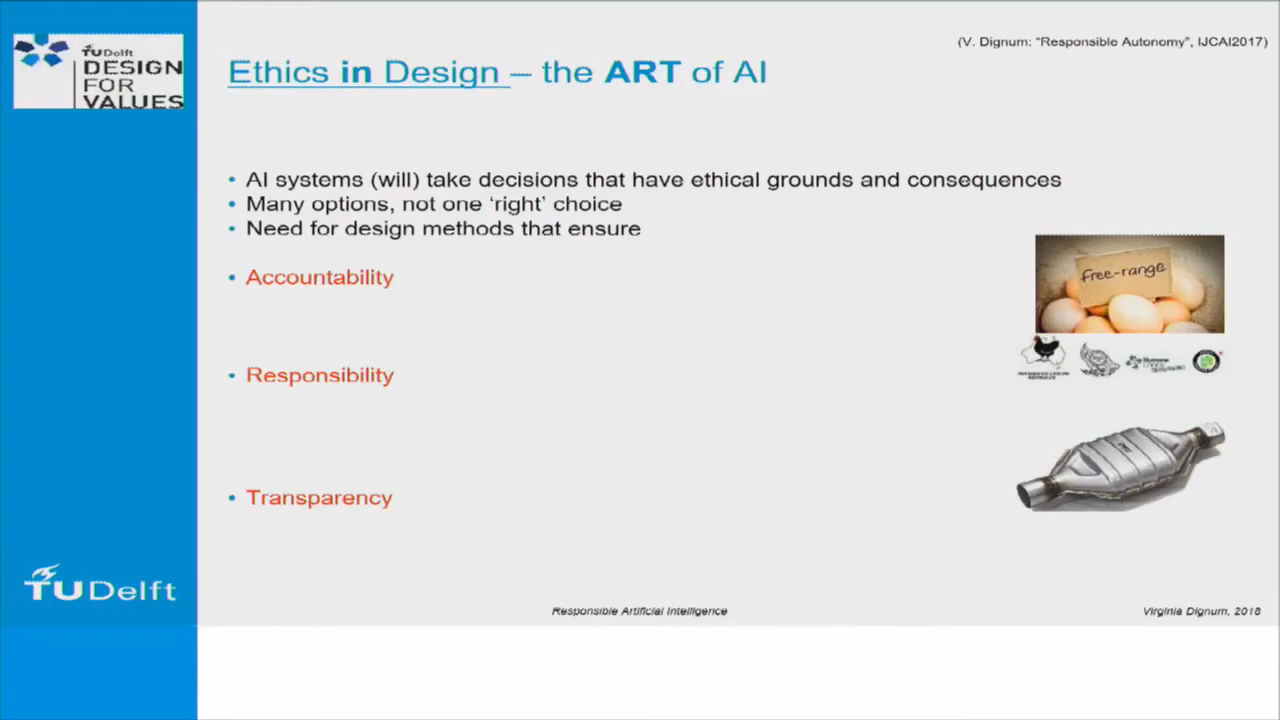 (V. Dignum: "Responsible Autonomy", IJCAI2017)
TU Delft
DESIGN
FOR
VALUES
Ethics in Design – the ART of AI
• AI systems (will) take decisions that have ethical grounds and consequences
• Many options, not one ‘right’ choice
• Need for design methods that ensure
• Accountability
free-range
• Responsibility
• Transparency
TU Delft
Responsible Artificial Intelligence
Virginia Dignum, 2018